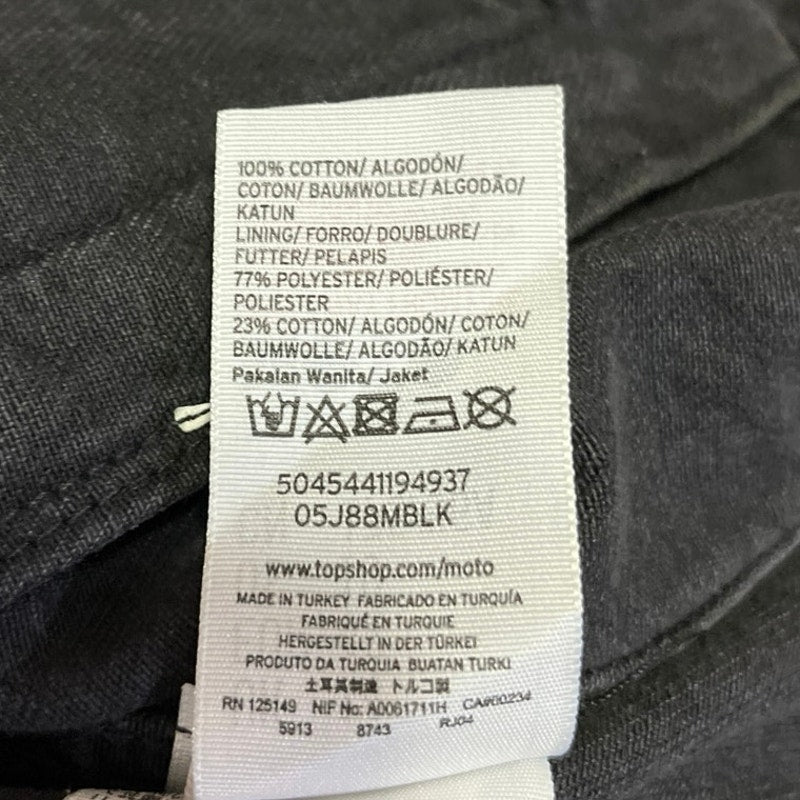 100% COTTON/ ALGODÓN/
COTON/ BAUMWOLLE/ ALGODÃO/
KATUN
LINING/ FORRO/ DOUBLURE/
FUTTER/ PELAPIS
77% POLYESTER/ POLIÉSTER/
POLIESTER
23% COTTON/ ALGODÓN/ COTON/
BAUMWOLLE/ ALGODÃO/ KATUN
Pakaian Wanita/ Jaket
5045441194937
05J88MBLK
www.topshop.com/moto
MADE IN TURKEY FABRICADO EN TURQUÍA
FABRIQUÉ EN TURQUIE
HERGESTELLT IN DER TÜRKEI
PRODUTO DA TURQUIA BUATAN TURKI
土耳其制造 トルコ製
RN 125149 NIF No: A0061711H CA#00234
5913 8743 RJ04